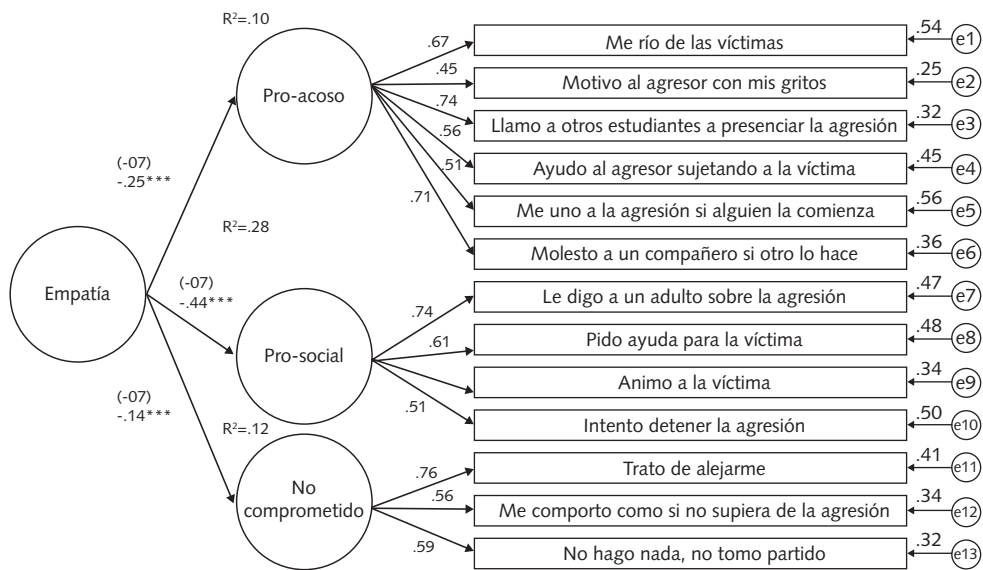 R²=.10
Pro-acoso
.67
.45
.74
.56
.51
.71
Me río de las víctimas
.54
e1
Motivo al agresor con mis gritos
.25
e2
Llamo a otros estudiantes a presenciar la agresión
.32
e3
Ayudo al agresor sujetando a la víctima
.45
e4
Me uno a la agresión si alguien la comienza
.56
e5
Molesto a un compañero si otro lo hace
.36
e6
(-07)
-.25***
Empatía
R²=.28
(-07)
-.44***
Pro-social
.74
.61
.51
Le digo a un adulto sobre la agresión
.47
e7
Pido ayuda para la víctima
.48
e8
Animo a la víctima
.34
e9
Intento detener la agresión
.50
e10
(-07)
-.14***
R²=.12
No
comprometido
.76
.56
.59
Trato de alejarme
.41
e11
Me comporto como si no supiera de la agresión
.34
e12
No hago nada, no tomo partido
.32
e13